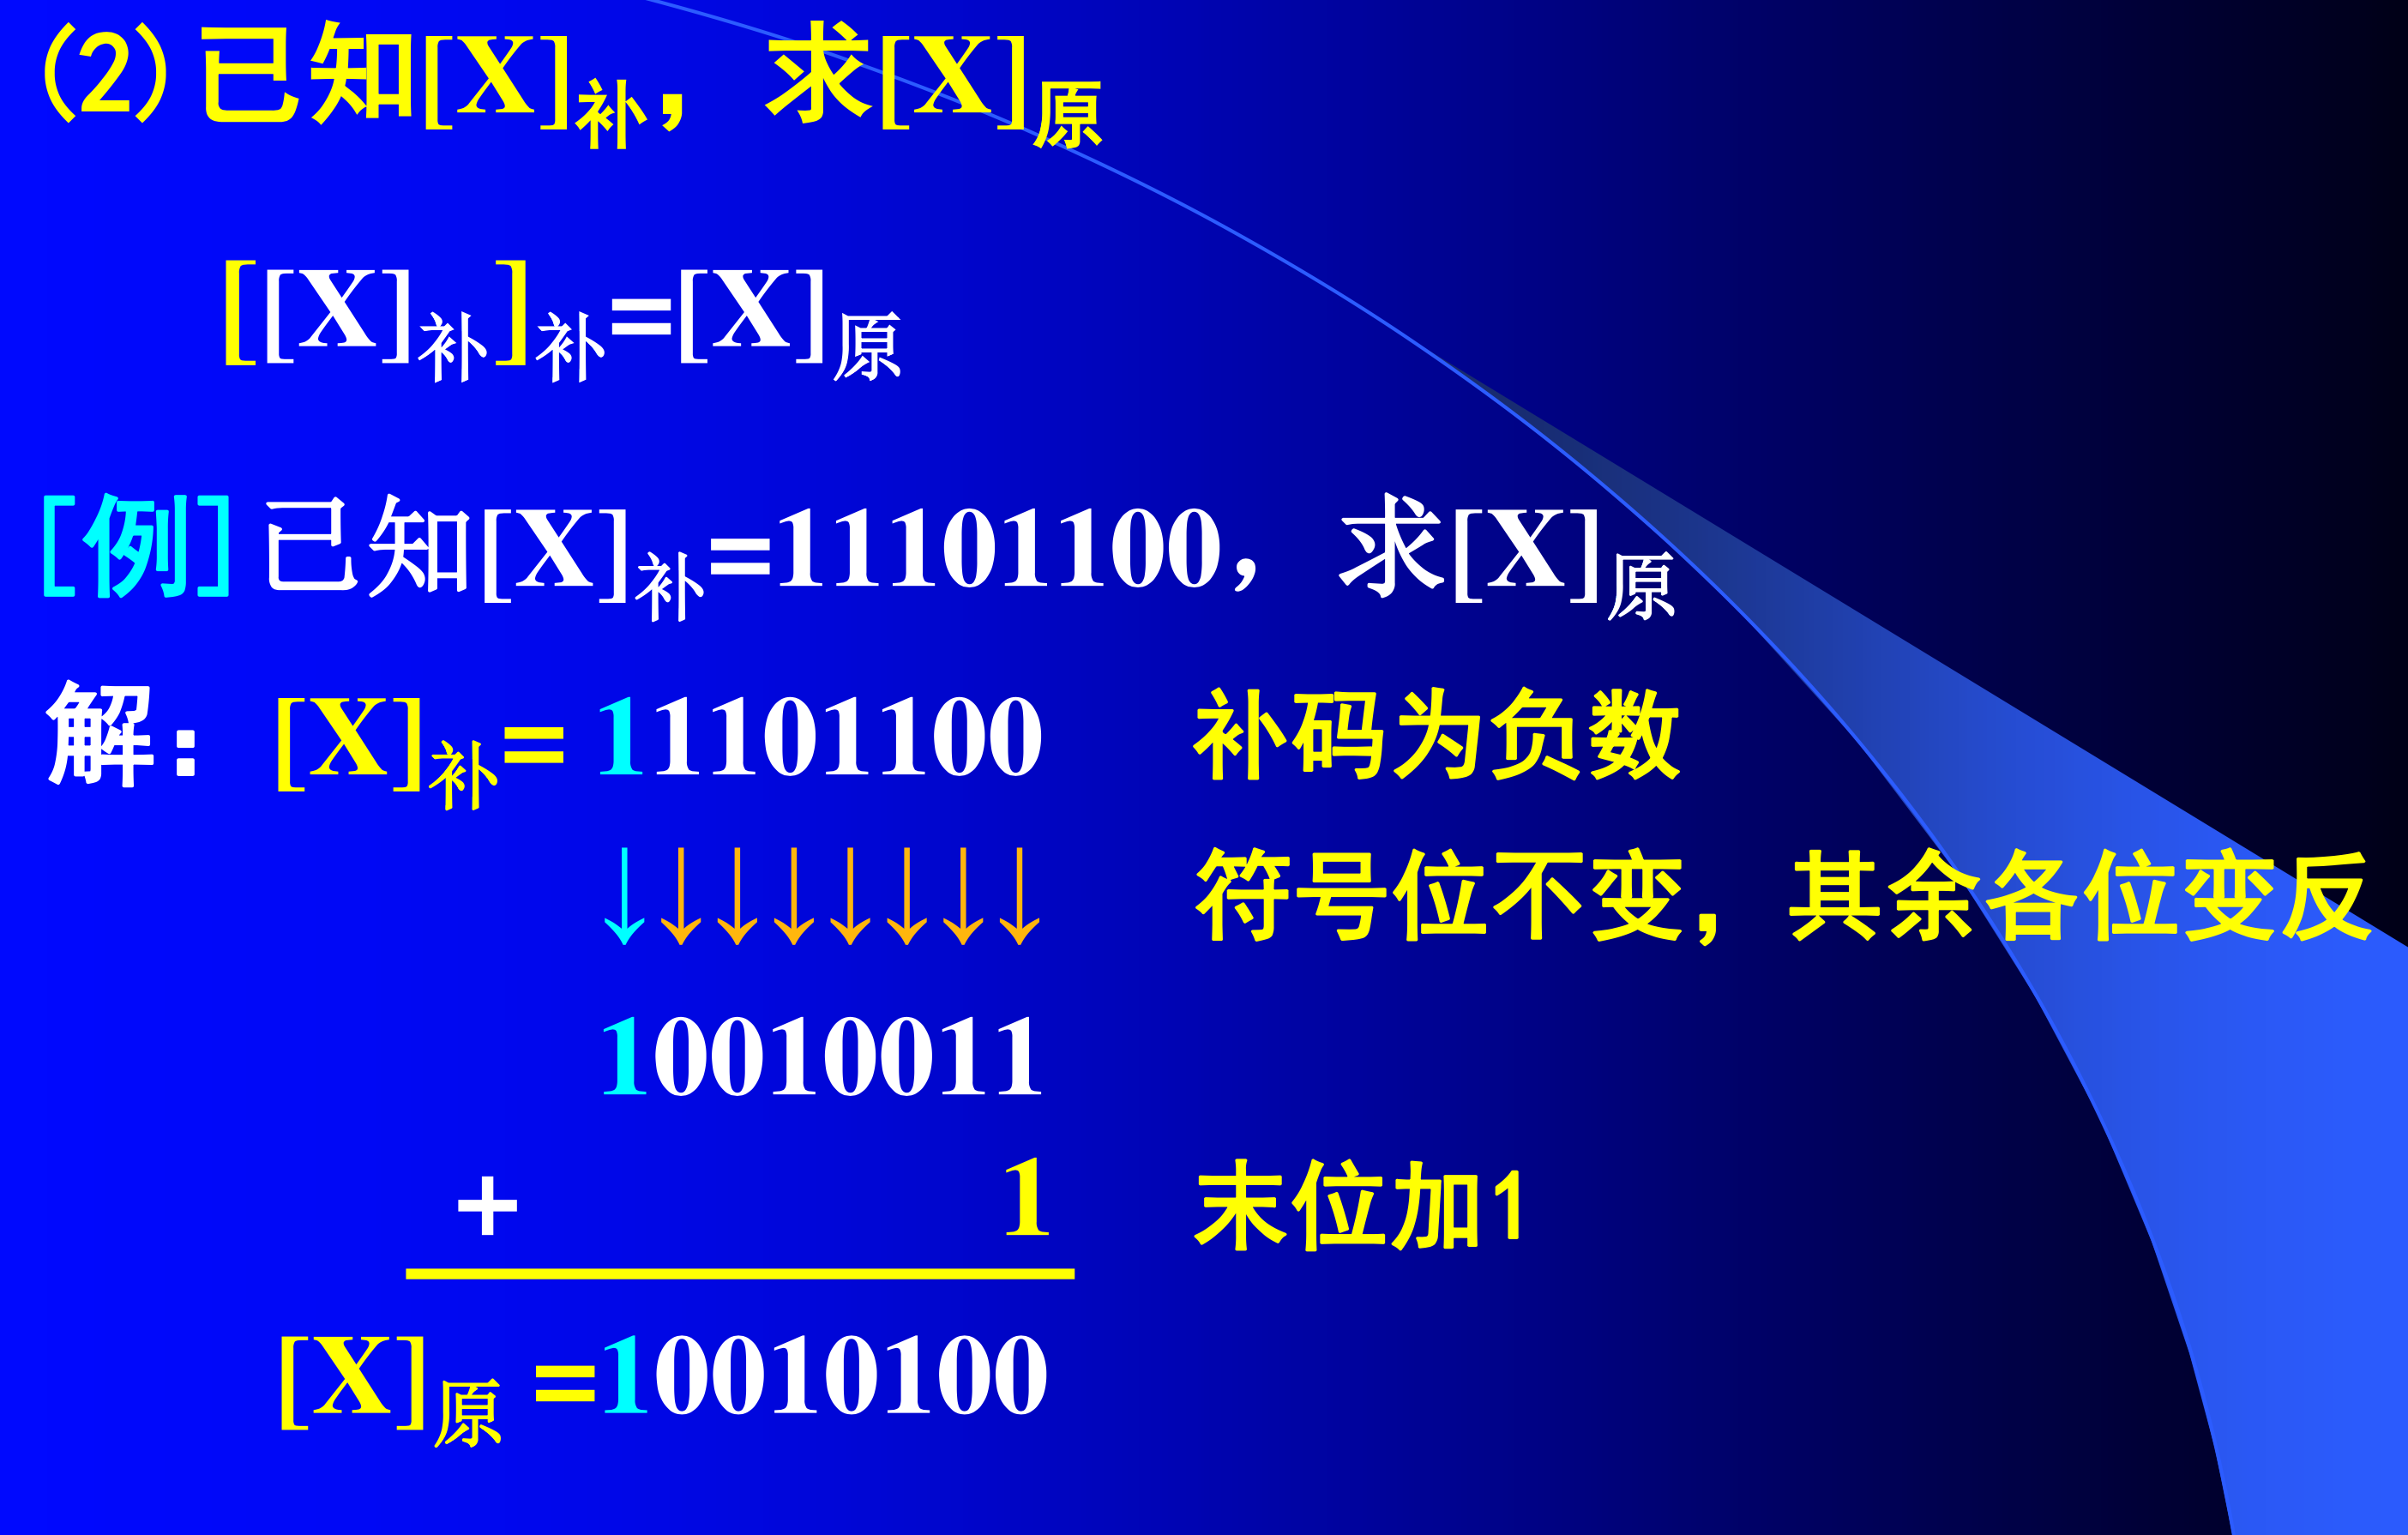 (2) 已知[X]补, 求[X]原
[[X]补]补=[X]原
[例] 已知[X]补=11101100, 求[X]原
解: [X]补= 11101100 补码为负数
↓↓↓↓↓↓↓↓ 符号位不变, 其余各位变反
10010011
+ 1 末位加1
[X]原 =10010100